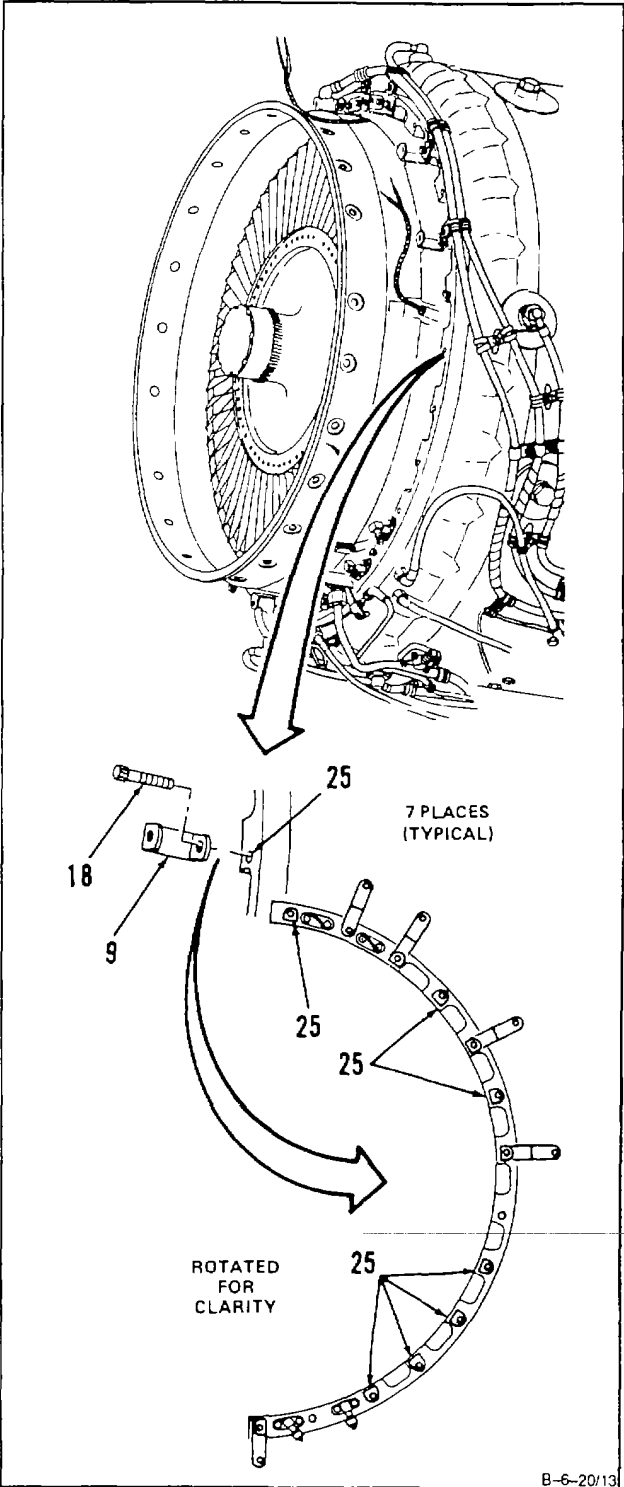 25
7 PLACES
(TYPICAL)
18
9
25
25
25
ROTATED
FOR
CLARITY
B-6-20/13